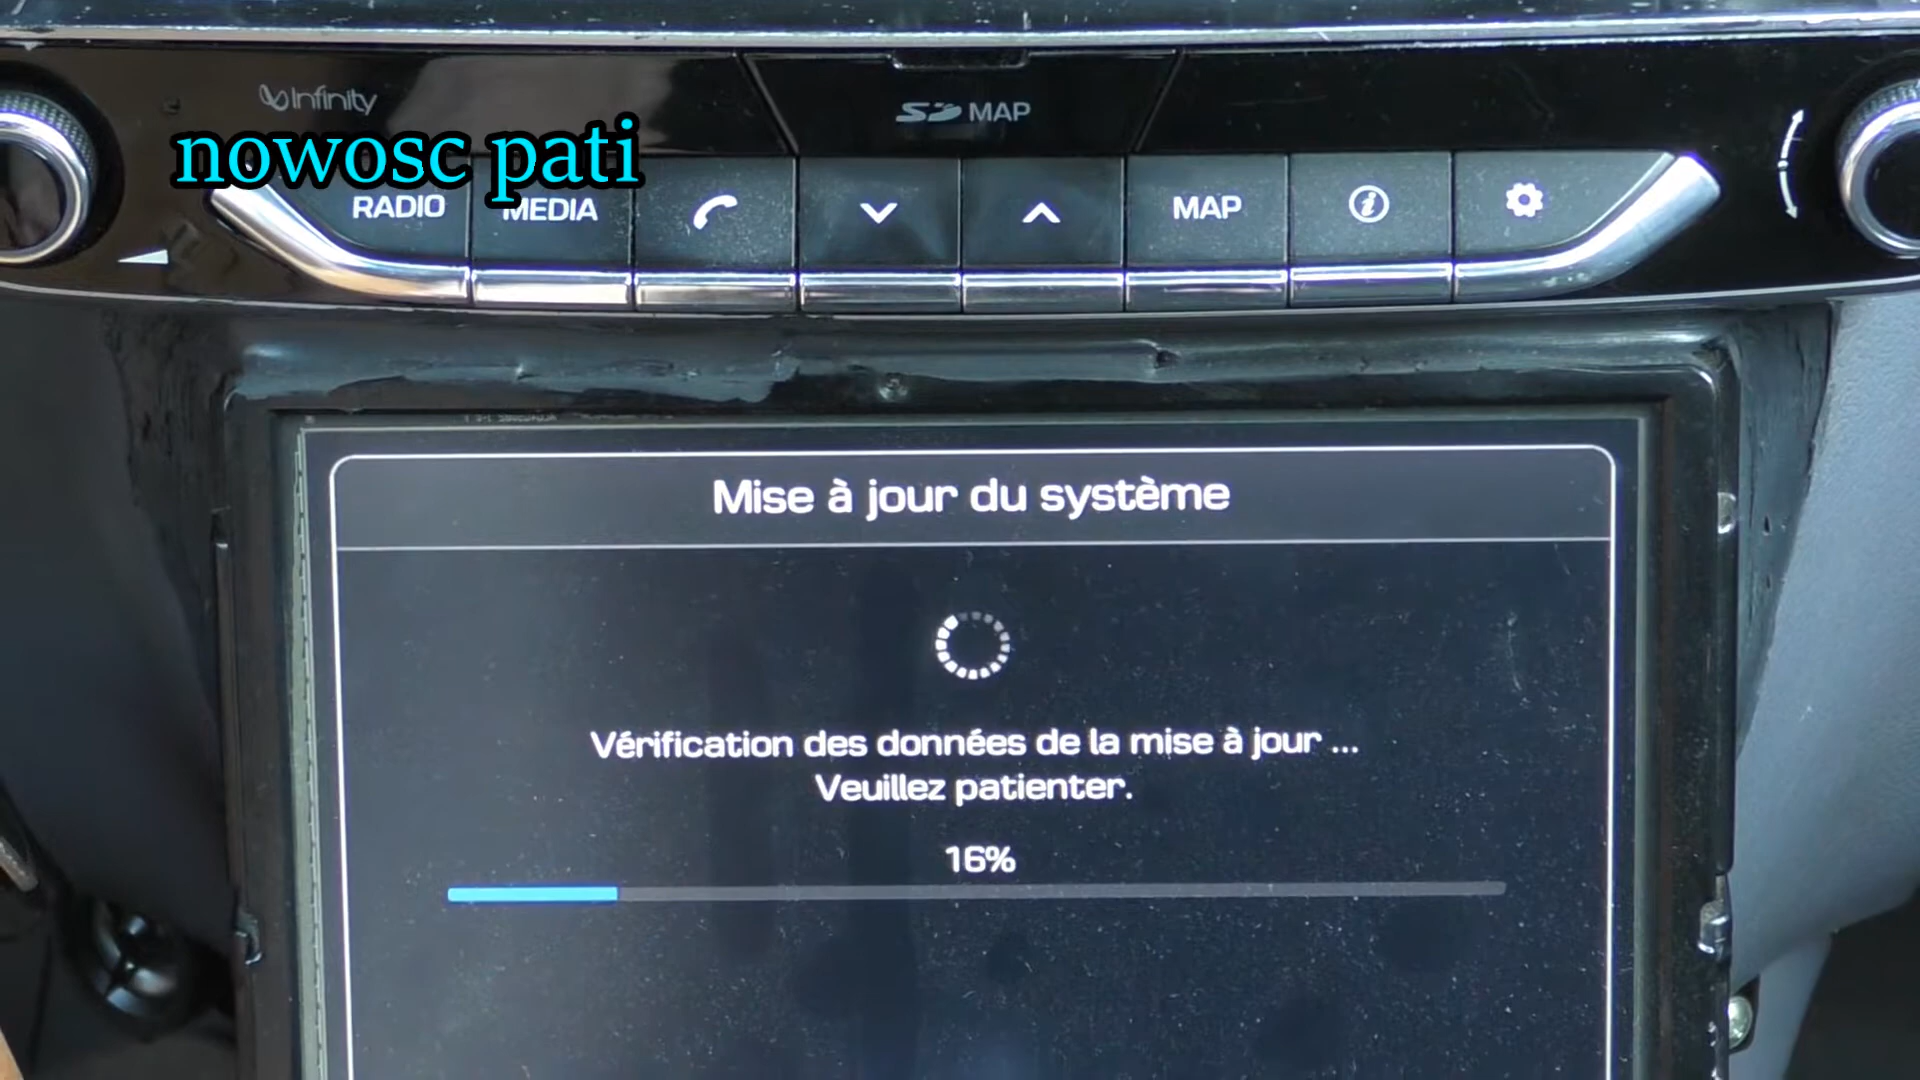 Infinity
SD MAP
nowosc pati
RADIO
MEDIA
MAP
Mise à jour du système
Vérification des données de la mise à jour ...
Veuillez patienter.
16%